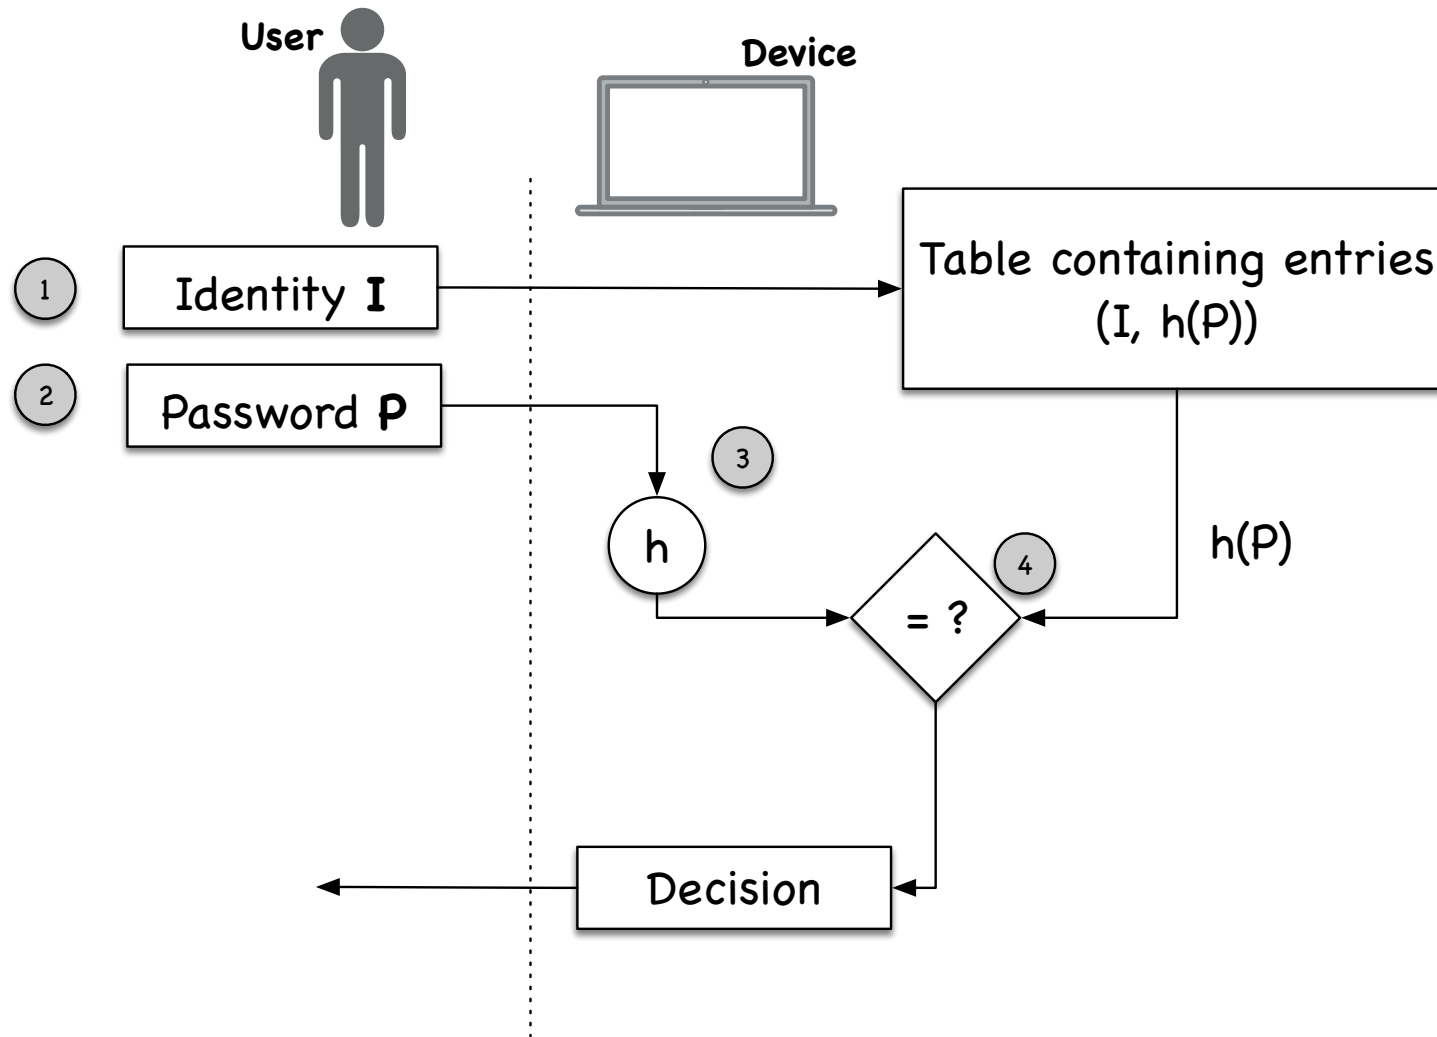 User
Device
1
Identity I
Table containing entries
(I, h(P))
2
Password P
3
h
4
= ?
h(P)
Decision